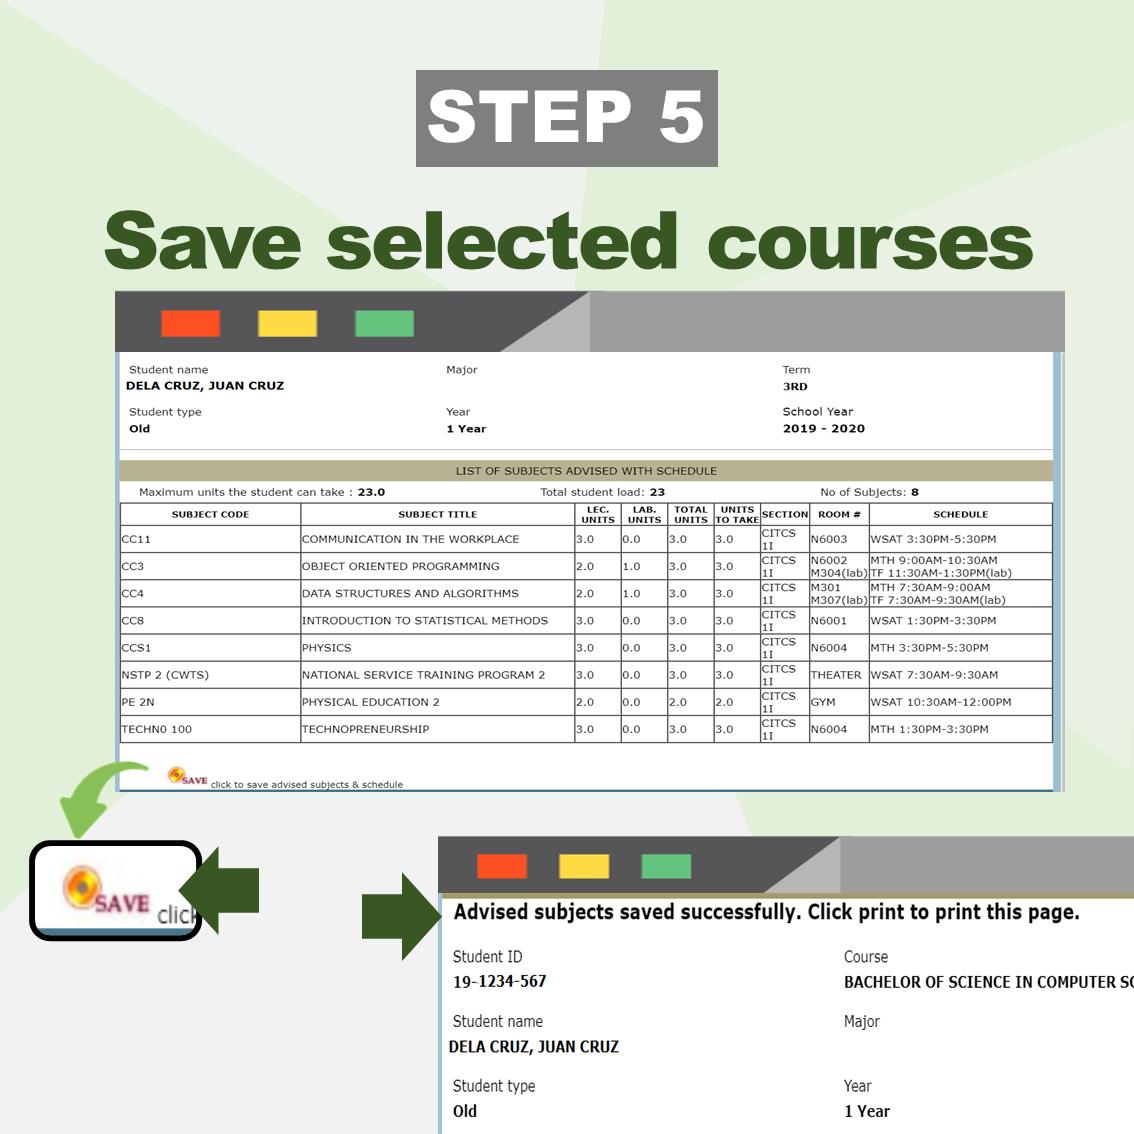 STEP 5
Save selected courses
Student name Major Term
DELA CRUZ, JUAN CRUZ 3RD
Student type Year School Year
Old 1 Year 2019 - 2020
LIST OF SUBJECTS ADVISED WITH SCHEDULE
Maximum units the student can take : 23.0 Total student load: 23 No of Subjects: 8
SUBJECT CODE SUBJECT TITLE LEC. UNITS LAB. UNITS TOTAL UNITS UNITS TO TAKE SECTION ROOM # SCHEDULE
CC11 COMMUNICATION IN THE WORKPLACE 3.0 0.0 3.0 3.0 CITCS 1I N6003 WSAT 3:30PM-5:30PM
CC3 OBJECT ORIENTED PROGRAMMING 2.0 1.0 3.0 3.0 CITCS 1I N6002 M304(lab) MTH 9:00AM-10:30AM TF 11:30AM-1:30PM(lab)
CC4 DATA STRUCTURES AND ALGORITHMS 2.0 1.0 3.0 3.0 CITCS 1I M301 M307(lab) MTH 7:30AM-9:00AM TF 7:30AM-9:30AM(lab)
CC8 INTRODUCTION TO STATISTICAL METHODS 3.0 0.0 3.0 3.0 CITCS 1I N6001 WSAT 1:30PM-3:30PM
CCS1 PHYSICS 3.0 0.0 3.0 3.0 CITCS 1I N6004 MTH 3:30PM-5:30PM
NSTP 2 (CWTS) NATIONAL SERVICE TRAINING PROGRAM 2 3.0 0.0 3.0 3.0 CITCS 1I THEATER WSAT 7:30AM-9:30AM
PE 2N PHYSICAL EDUCATION 2 2.0 0.0 2.0 2.0 CITCS 1I GYM WSAT 10:30AM-12:00PM
TECHN0 100 TECHNOPRENEURSHIP 3.0 0.0 3.0 3.0 CITCS 1I N6004 MTH 1:30PM-3:30PM
SAVE click to save advised subjects & schedule
SAVE click
Advised subjects saved successfully. Click print to print this page.
Student ID Course
19-1234-567 BACHELOR OF SCIENCE IN COMPUTER SC
Student name Major
DELA CRUZ, JUAN CRUZ
Student type Year
Old 1 Year